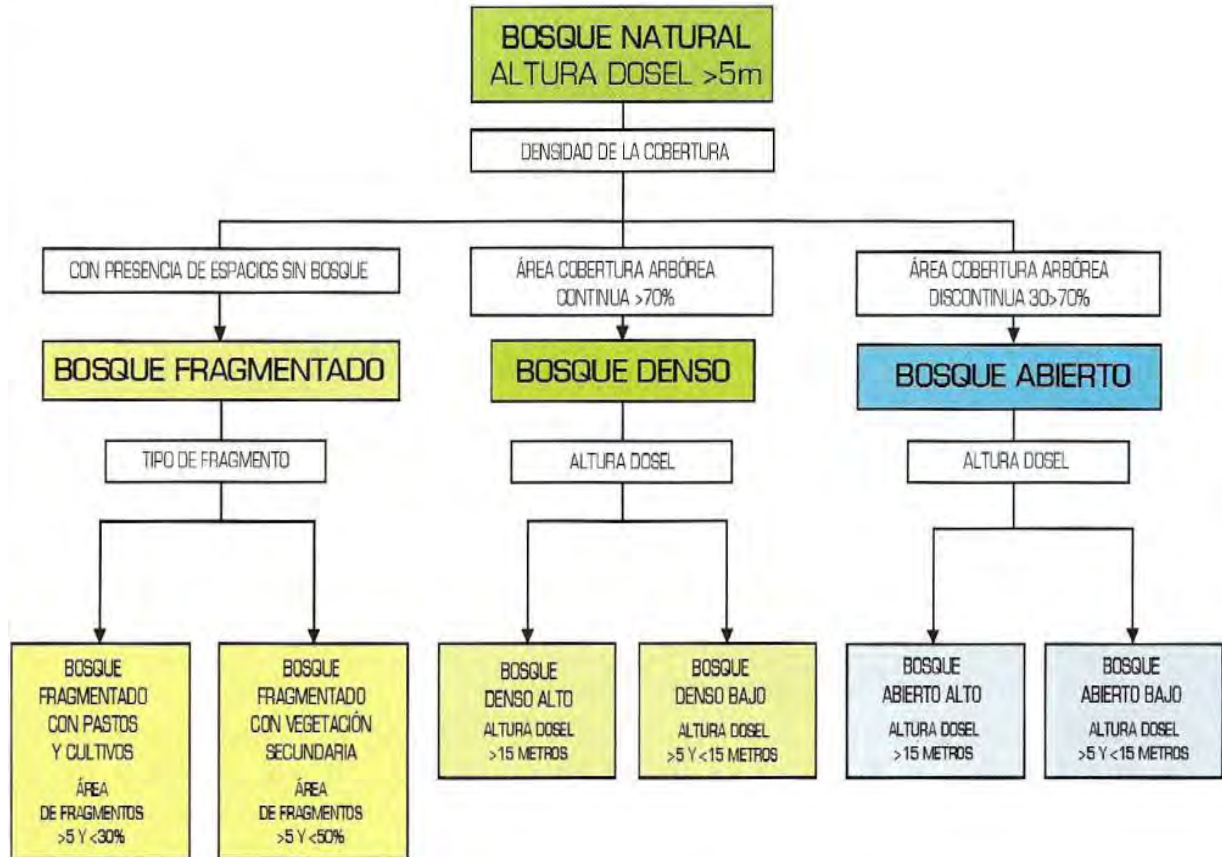 BOSQUE NATURAL
ALTURA DOSEL >5m
DENSIDAD DE LA COBERTURA
CON PRESENCIA DE ESPACIOS SIN BOSQUE
ÁREA COBERTURA ARBÓREA
CONTINUA >70%
ÁREA COBERTURA ARBÓREA
DISCONTINUA 30>70%
BOSQUE FRAGMENTADO
BOSQUE DENSO
BOSQUE ABIERTO
TIPO DE FRAGMENTO
ALTURA DOSEL
ALTURA DOSEL
BOSQUE
FRAGMENTADO
CON PASTOS
Y CULTIVOS
ÁREA
DE FRAGMENTOS
>5 Y <30%
BOSQUE
FRAGMENTADO
CON VEGETACIÓN
SECUNDARIA
ÁREA
DE FRAGMENTOS
>5 Y <50%
BOSQUE
DENSO ALTO
ALTURA DOSEL
>15 METROS
BOSQUE
DENSO BAJO
ALTURA DOSEL
>5 Y <15 METROS
BOSQUE
ABIERTO ALTO
ALTURA DOSEL
>15 METROS
BOSQUE
ABIERTO BAJO
ALTURA DOSEL
>5 Y <15 METROS